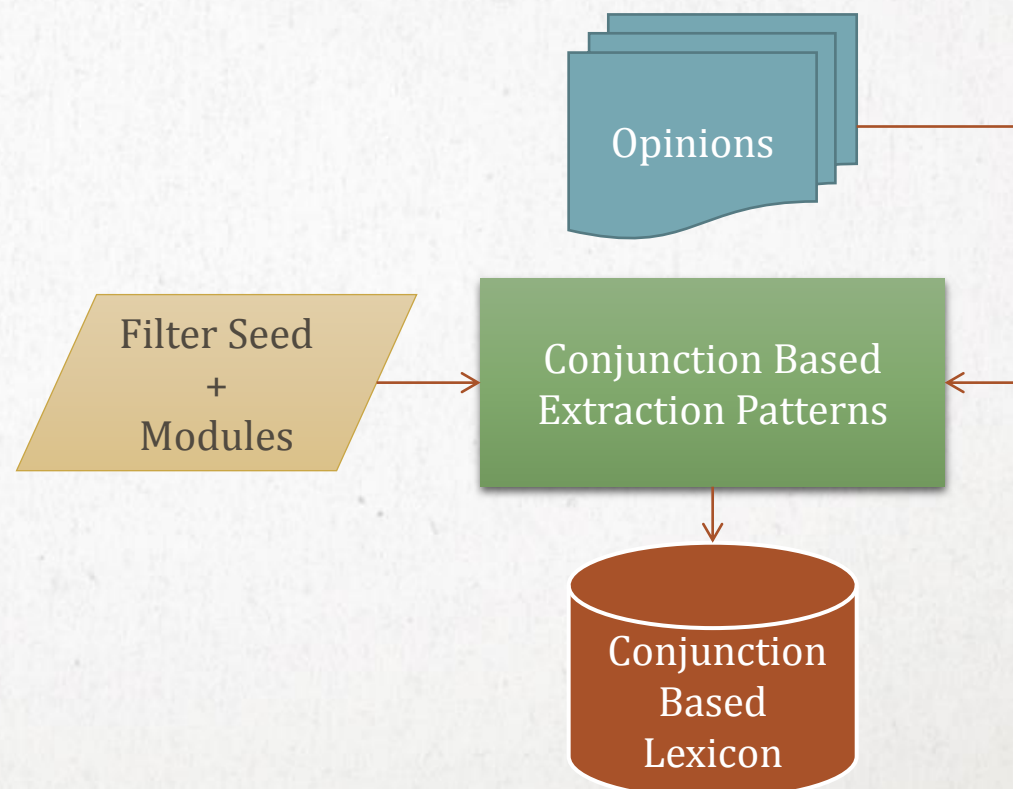 Opinions
Filter Seed
+
Modules
Conjunction Based
Extraction Patterns
Conjunction
Based
Lexicon